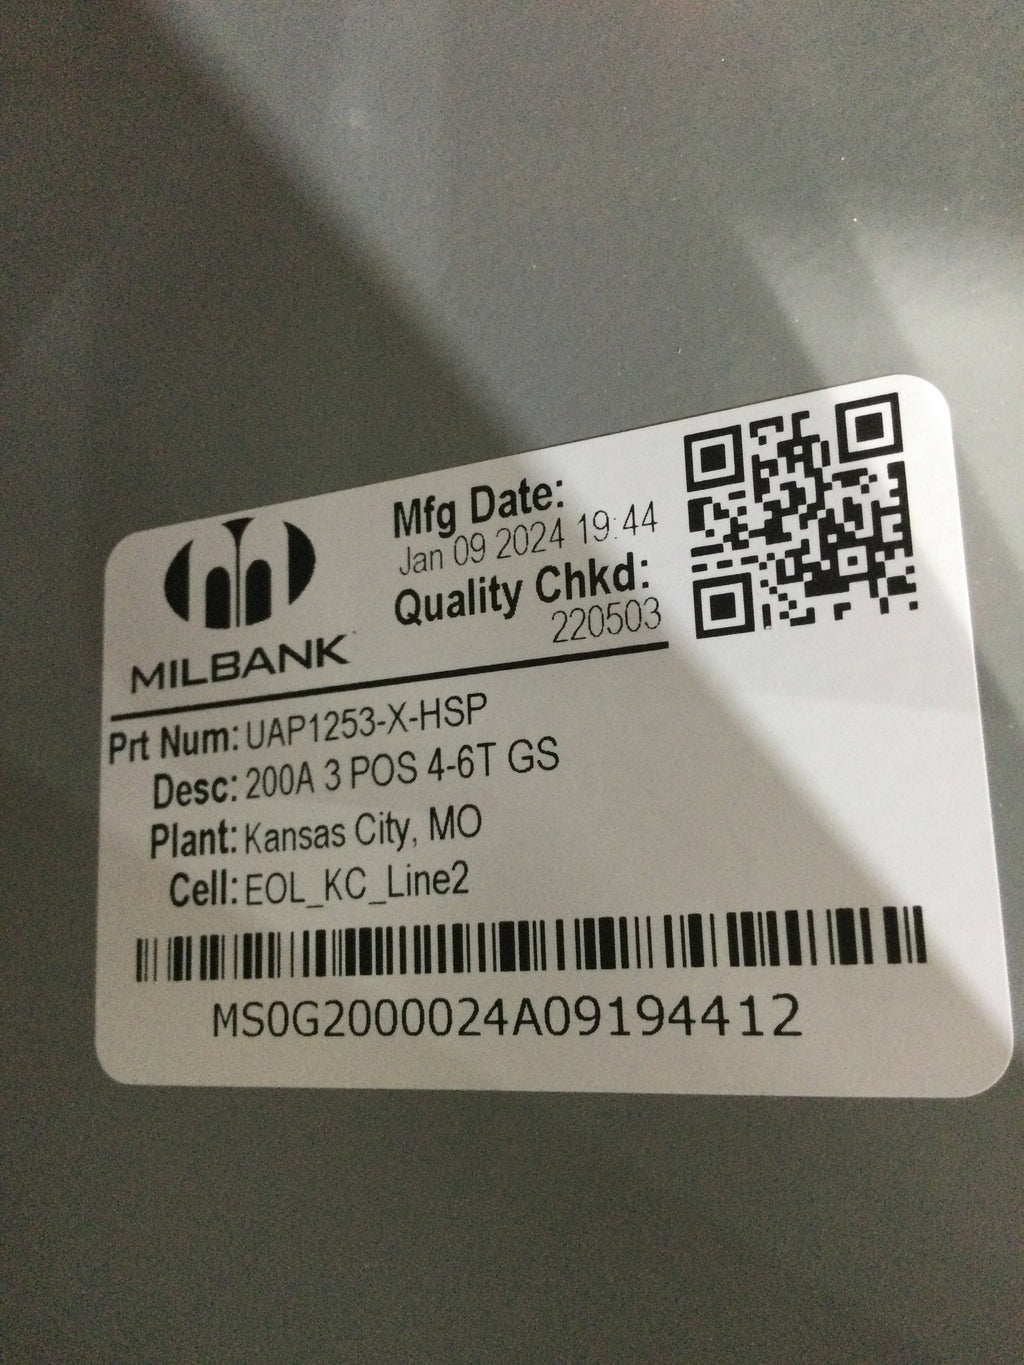 MILBANK
Mfg Date:
Jan 09 2024 19:44
Quality Chkd:
220503
Prt Num: UAP1253-X-HSP
Desc: 200A 3 POS 4-6T GS
Plant: Kansas City, MO
Cell: EOL_KC_Line2
MS0G2000024A09194412